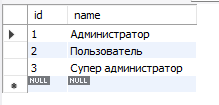 id name
1 Администратор
2 Пользователь
3 Супер администратор
NULL NULL